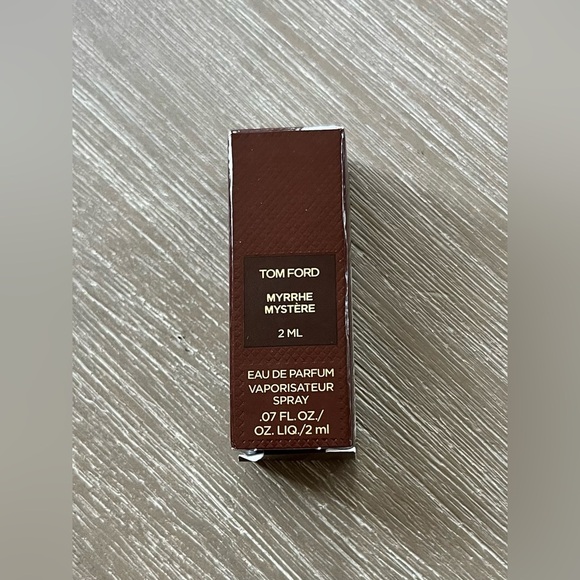 TOM FORD
MYRRHE
MYSTÈRE
2 ML
EAU DE PARFUM
VAPORISATEUR
SPRAY
.07 FL.OZ./
OZ. LIQ./2 ml